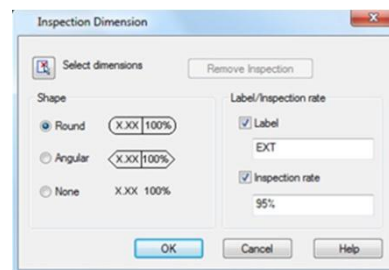 Inspection Dimension
Select dimensions
Remove Inspection
Shape
Round X.XX 100%
Angular X.XX 100%
None X.XX 100%
Label/Inspection rate
Label
EXT
Inspection rate
95%
OK Cancel Help